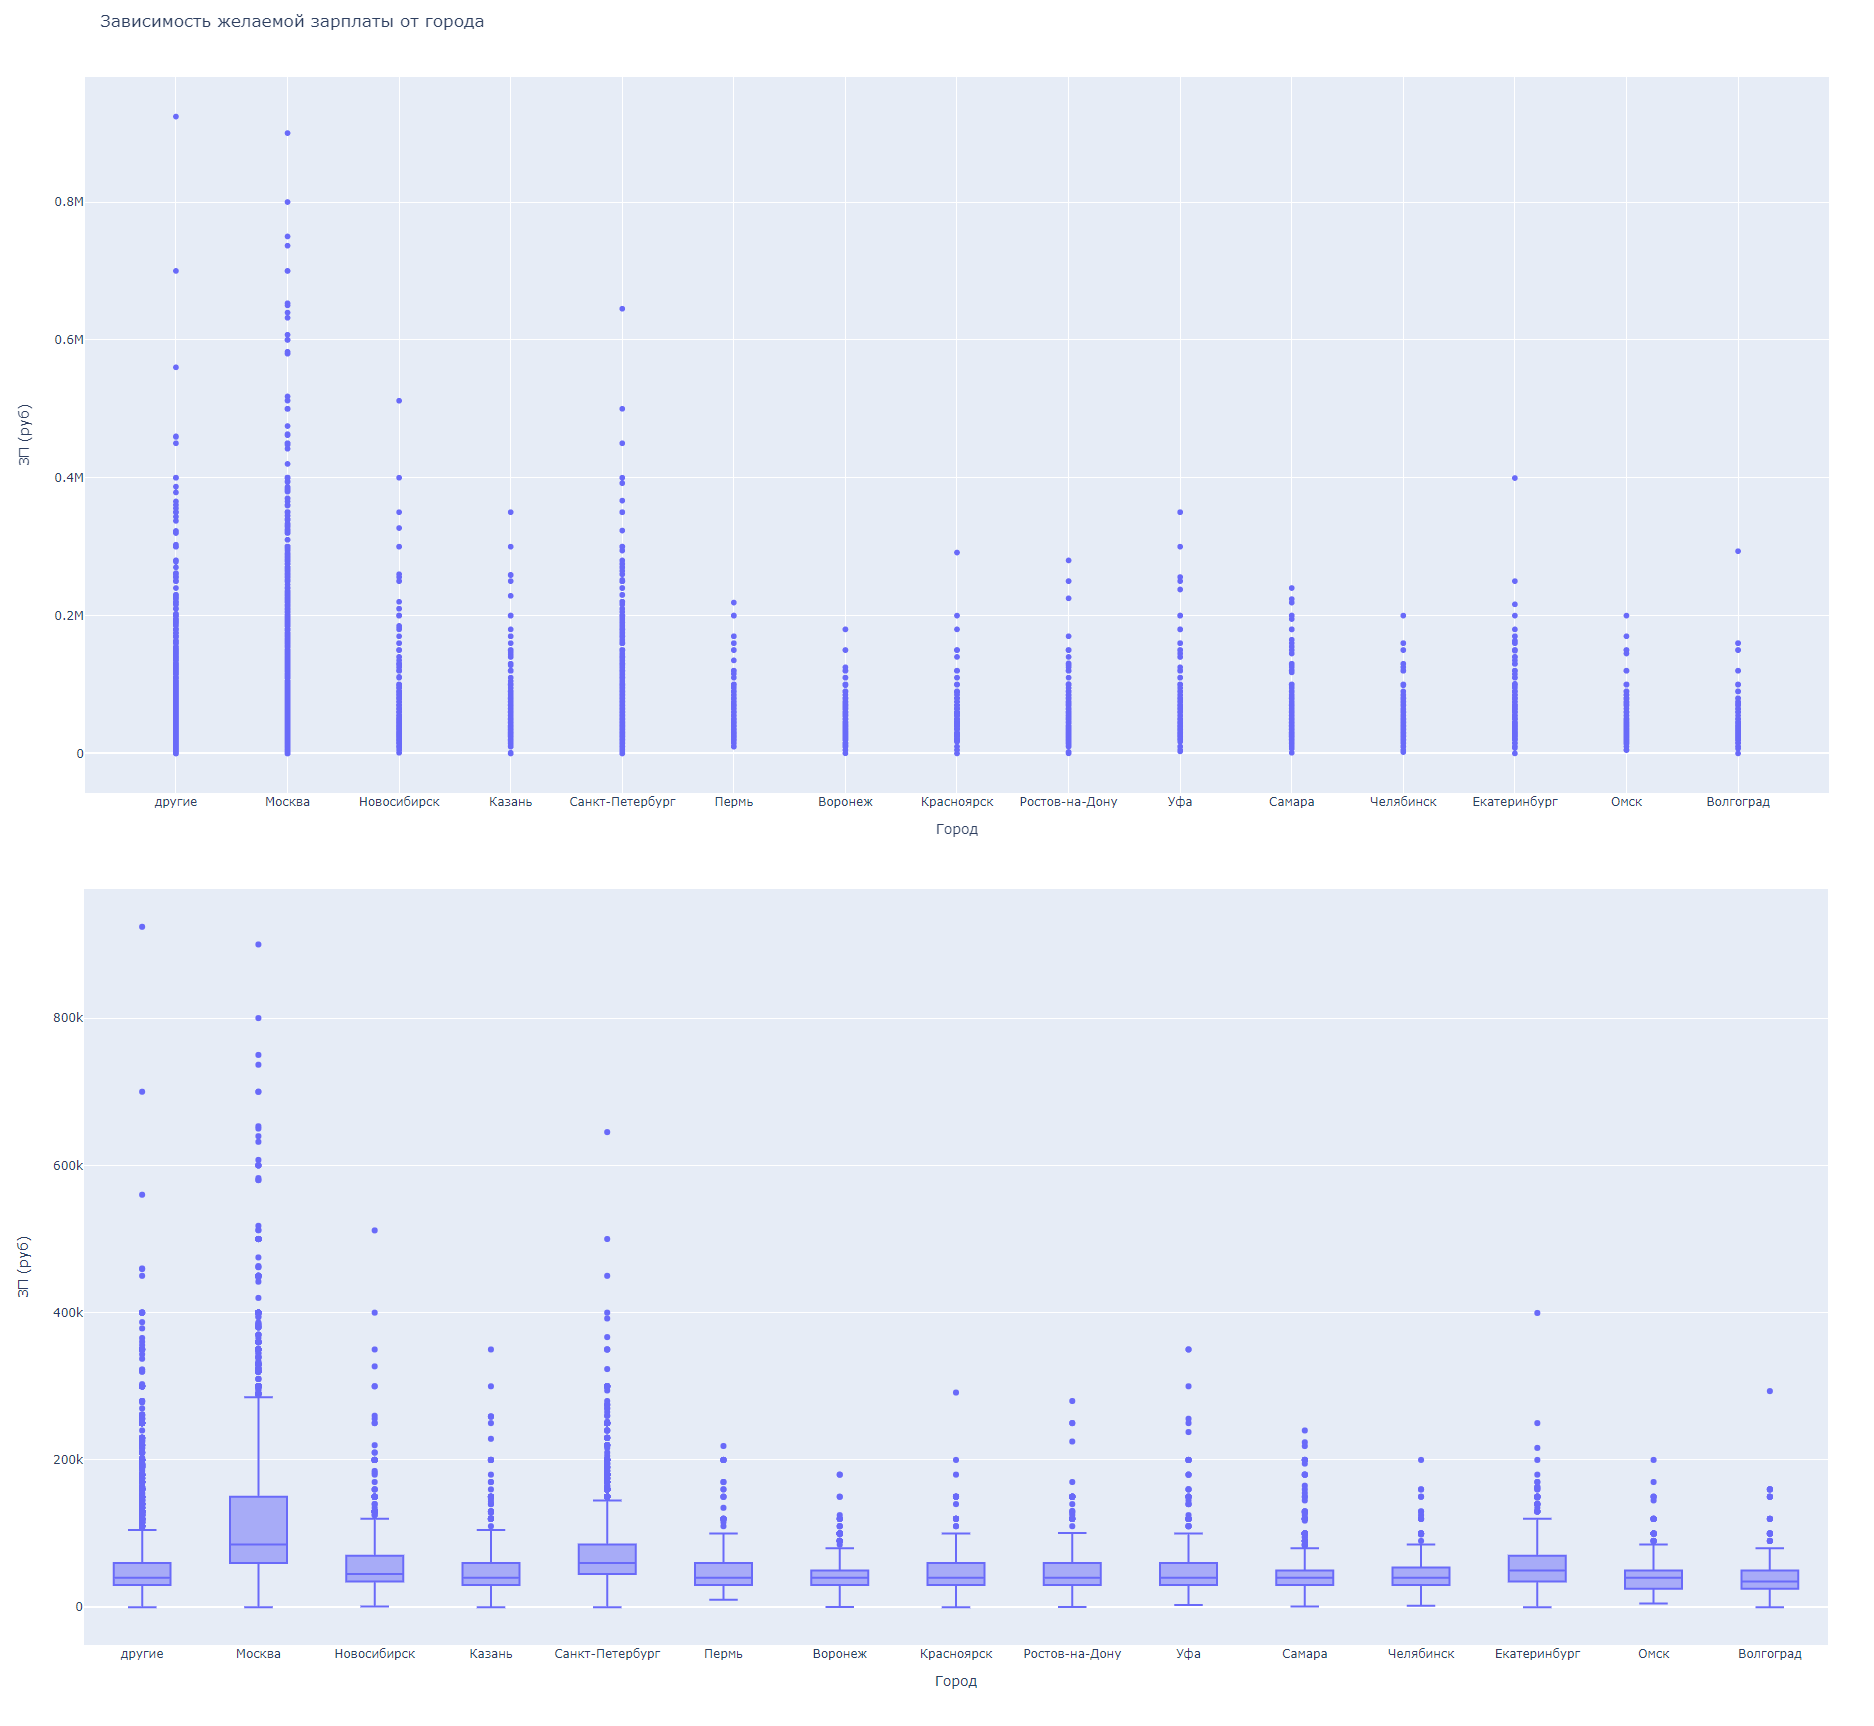 Зависимость желаемой зарплаты от города
0.8M
0.6M
0.4M
0.2M
0
ЗП (руб)
другие Москва Новосибирск Казань Санкт-Петербург Пермь Воронеж Красноярск Ростов-на-Дону Уфа Самара Челябинск Екатеринбург Омск Волгоград
Город
800k
600k
400k
200k
0
ЗП (руб)
другие Москва Новосибирск Казань Санкт-Петербург Пермь Воронеж Красноярск Ростов-на-Дону Уфа Самара Челябинск Екатеринбург Омск Волгоград
Город